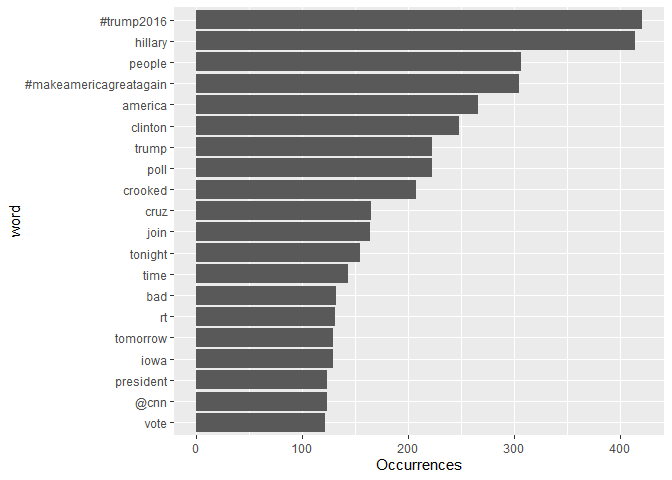 #trump2016
hillary
people
#makeamericagreatagain
america
clinton
trump
poll
crooked
cruz
join
tonight
time
bad
rt
tomorrow
iowa
president
@cnn
vote
word
0 100 200 300 400
Occurrences